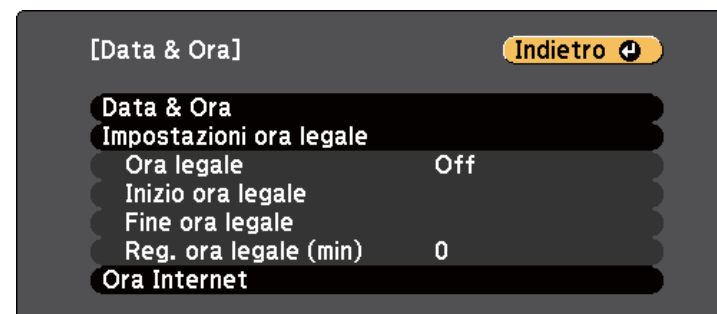 [Data & Ora] Indietro
Data & Ora
Impostazioni ora legale
Ora legale Off
Inizio ora legale
Fine ora legale
Reg. ora legale (min) 0
Ora Internet